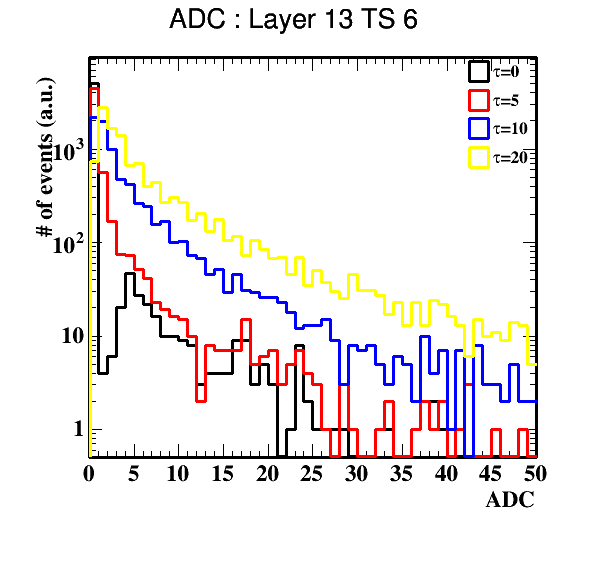 ADC : Layer 13 TS 6
# of events (a.u.)
τ=0
τ=5
τ=10
τ=20
10³
10²
10
1
0 5 10 15 20 25 30 35 40 45 50
ADC